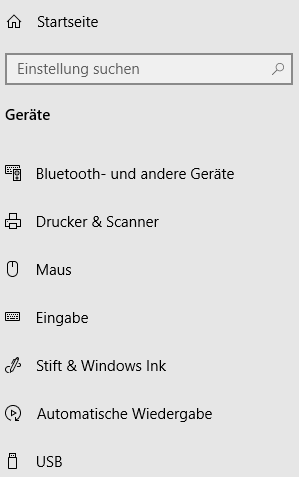 Startseite
Einstellung suchen
Geräte
Bluetooth- und andere Geräte
Drucker & Scanner
Maus
Eingabe
Stift & Windows Ink
Automatische Wiedergabe
USB